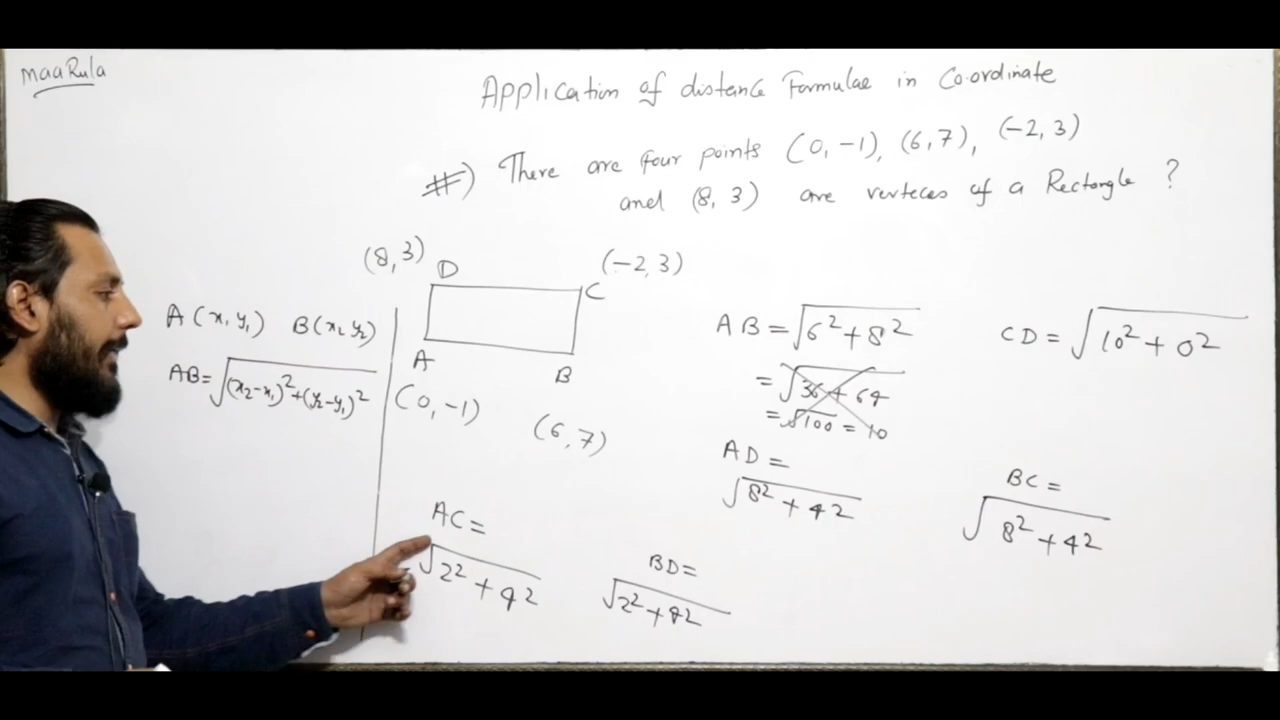 maaRula
Application of distance Formulae in Co-ordinate
#) There are four points (0, -1), (6, 7), (-2, 3)
and (8, 3) are verteces of a Rectangle ?
(8, 3) D
(-2, 3)
C
A
B
(0, -1)
(6, 7)
A (x, y₁) B(x₂ y₂)
AB = √(x₂-x₁)²+(y₂-y₁)²
AB = √6²+8²
= √36+64
= √100 = 10
CD = √10² + 0²
AD =
√8² + 4²
BC =
√8² + 4²
AC =
= √2² + 4²
BD =
√2² + 4²